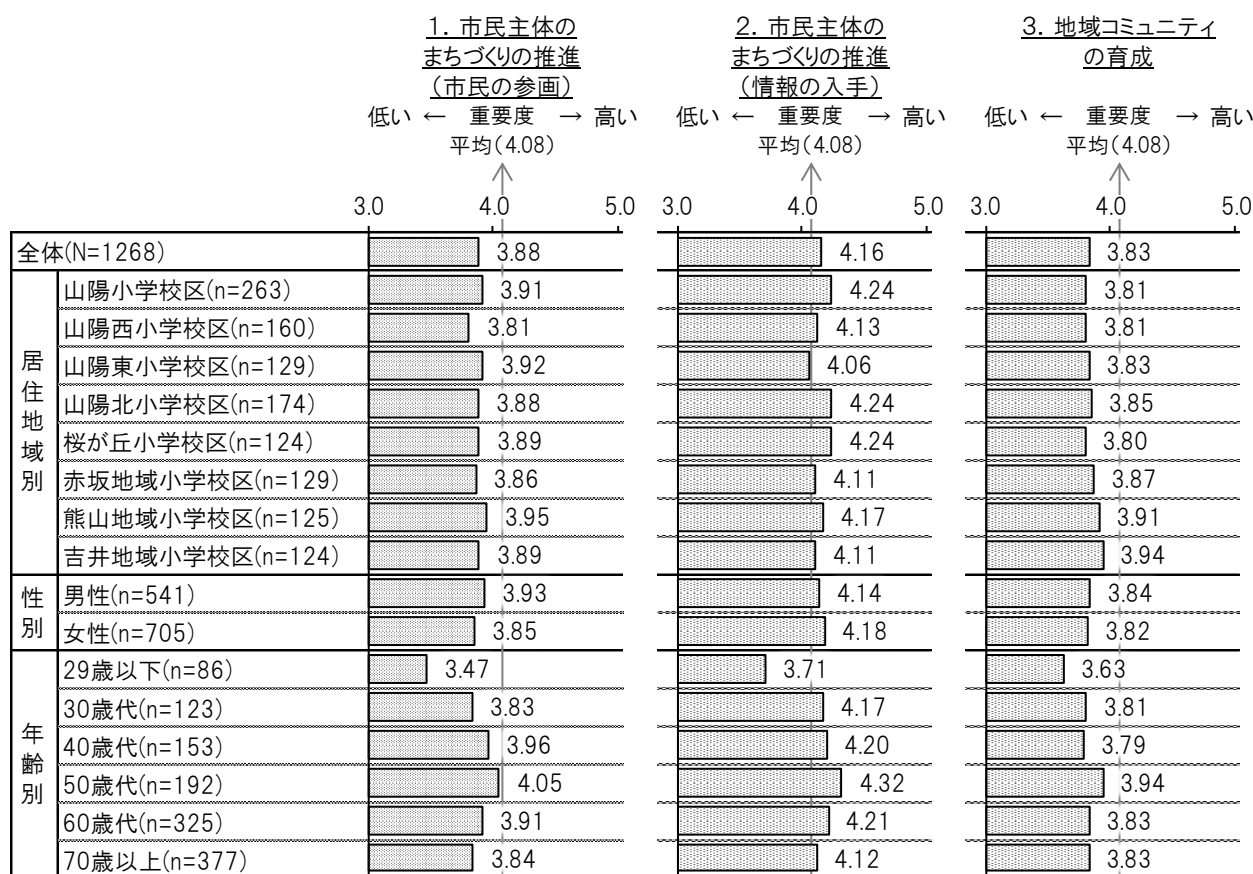 1. 市民主体の
まちづくりの推進
（市民の参画）
2. 市民主体の
まちづくりの推進
（情報の入手）
3. 地域コミュニティ
の育成
低い ← 重要度 → 高い 低い ← 重要度 → 高い 低い ← 重要度 → 高い
平均(4.08) 平均(4.08) 平均(4.08)
3.0 4.0 5.0 3.0 4.0 5.0 3.0 4.0 5.0
全体(N=1268) 3.88 4.16 3.83
居住地域別
山陽小学校区(n=263) 3.91 4.24 3.81
山陽西小学校区(n=160) 3.81 4.13 3.81
山陽東小学校区(n=129) 3.92 4.06 3.83
山陽北小学校区(n=174) 3.88 4.24 3.85
桜が丘小学校区(n=124) 3.89 4.24 3.80
赤坂地域小学校区(n=129) 3.86 4.11 3.87
熊山地域小学校区(n=125) 3.95 4.17 3.91
吉井地域小学校区(n=124) 3.89 4.11 3.94
性別
男性(n=541) 3.93 4.14 3.84
女性(n=705) 3.85 4.18 3.82
年齢別
29歳以下(n=86) 3.47 3.71 3.63
30歳代(n=123) 3.83 4.17 3.81
40歳代(n=153) 3.96 4.20 3.79
50歳代(n=192) 4.05 4.32 3.94
60歳代(n=325) 3.91 4.21 3.83
70歳以上(n=377) 3.84 4.12 3.83